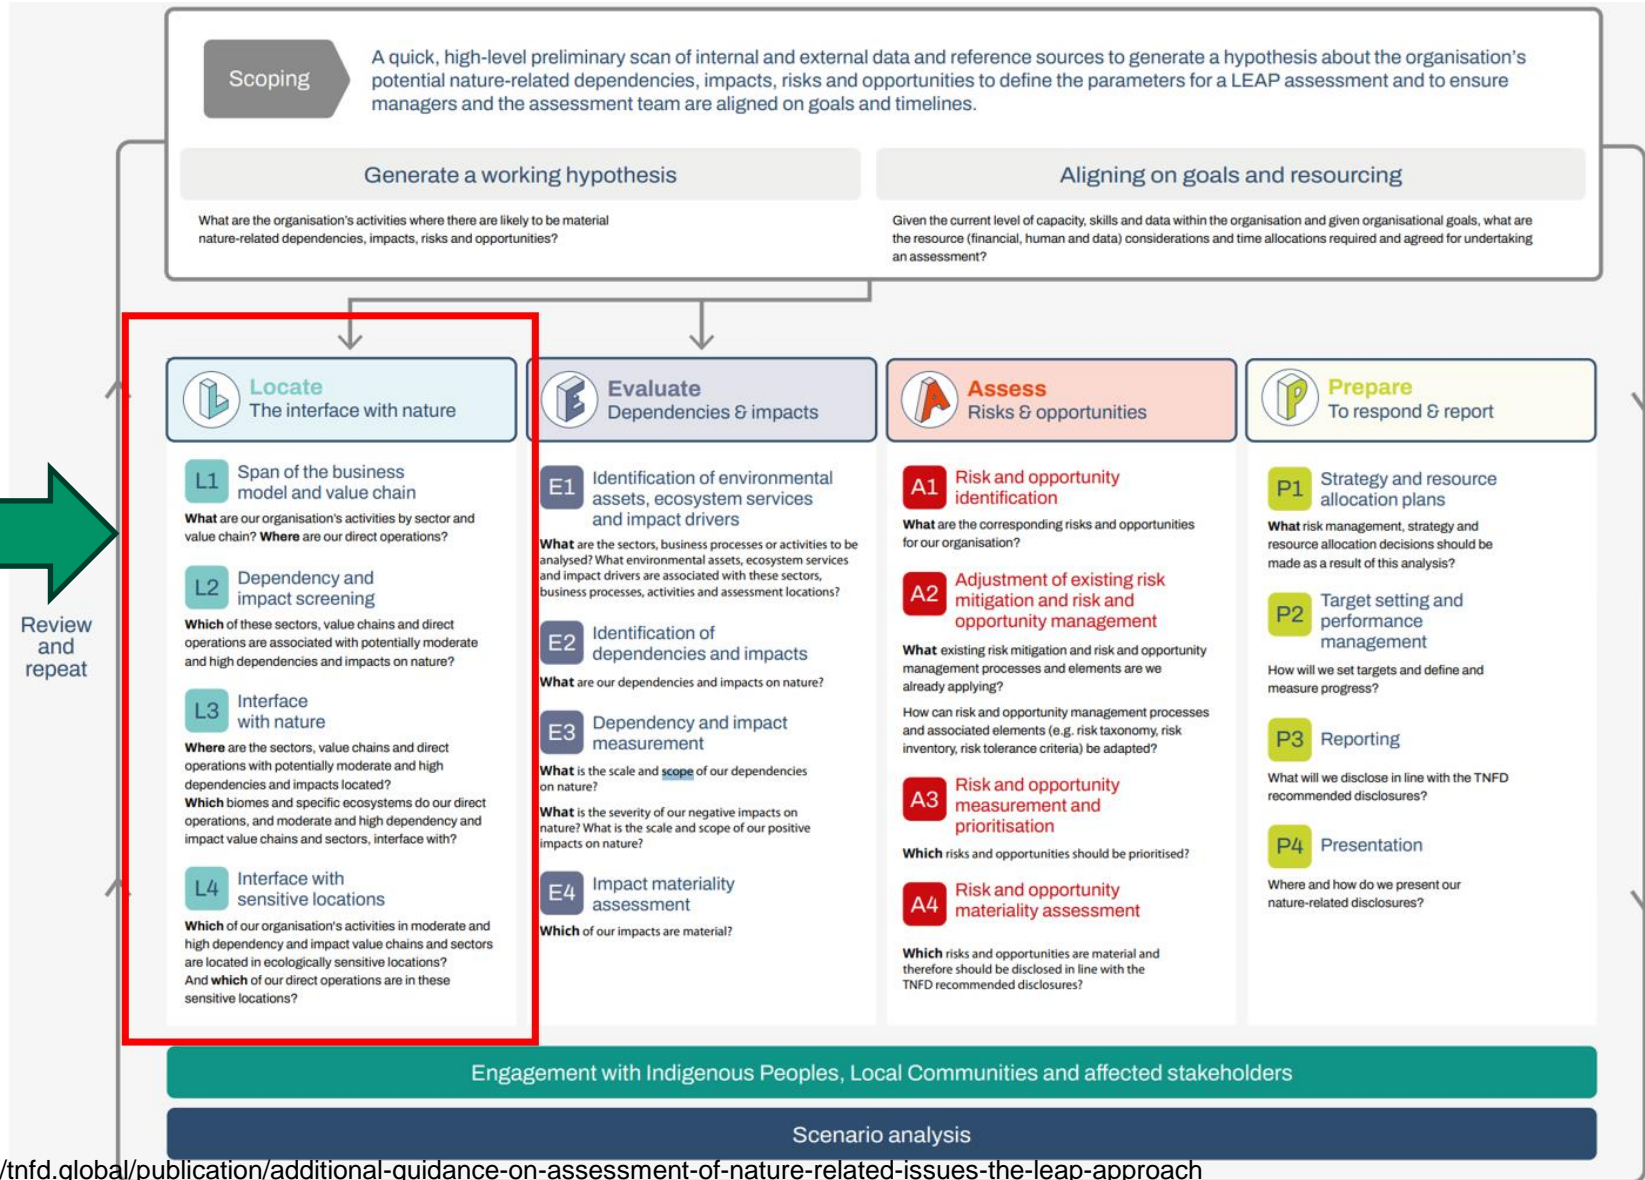 Scoping
A quick, high-level preliminary scan of internal and external data and reference sources to generate a hypothesis about the organisation's
potential nature-related dependencies, impacts, risks and opportunities to define the parameters for a LEAP assessment and to ensure
managers and the assessment team are aligned on goals and timelines.
Generate a working hypothesis
What are the organisation's activities where there are likely to be material
nature-related dependencies, impacts, risks and opportunities?
Aligning on goals and resourcing
Given the current level of capacity, skills and data within the organisation and given organisational goals, what are
the resource (financial, human and data) considerations and time allocations required and agreed for undertaking
an assessment?
Review
and
repeat
L
Locate
The interface with nature
L1
Span of the business
model and value chain
What are our organisation's activities by sector and
value chain? Where are our direct operations?
L2
Dependency and
impact screening
Which of these sectors, value chains and direct
operations are associated with potentially moderate
and high dependencies and impacts on nature?
L3
Interface
with nature
Where are the sectors, value chains and direct
operations with potentially moderate and high
dependencies and impacts located?
Which biomes and specific ecosystems do our direct
operations, and moderate and high dependency and
impact value chains and sectors, interface with?
L4
Interface with
sensitive locations
Which of our organisation's activities in moderate and
high dependency and impact value chains and sectors
are located in ecologically sensitive locations?
And which of our direct operations are in these
sensitive locations?
E
Evaluate
Dependencies & impacts
E1
Identification of environmental
assets, ecosystem services
and impact drivers
What are the sectors, business processes or activities to be
analysed? What environmental assets, ecosystem services
and impact drivers are associated with these sectors,
business processes, activities and assessment locations?
E2
Identification of
dependencies and impacts
What are our dependencies and impacts on nature?
E3
Dependency and impact
measurement
What is the scale and scope of our dependencies
on nature?
What is the severity of our negative impacts on
nature? What is the scale and scope of our positive
impacts on nature?
E4
Impact materiality
assessment
Which of our impacts are material?
A
Assess
Risks & opportunities
A1
Risk and opportunity
identification
What are the corresponding risks and opportunities
for our organisation?
A2
Adjustment of existing risk
mitigation and risk and
opportunity management
What existing risk mitigation and risk and opportunity
management processes and elements are we
already applying?
How can risk and opportunity management processes
and associated elements (e.g. risk taxonomy, risk
inventory, risk tolerance criteria) be adapted?
A3
Risk and opportunity
measurement and
prioritisation
Which risks and opportunities should be prioritised?
A4
Risk and opportunity
materiality assessment
Which risks and opportunities are material and
therefore should be disclosed in line with the
TNFD recommended disclosures?
P
Prepare
To respond & report
P1
Strategy and resource
allocation plans
What risk management, strategy and
resource allocation decisions should be
made as a result of this analysis?
P2
Target setting and
performance
management
How will we set targets and define and
measure progress?
P3
Reporting
What will we disclose in line with the TNFD
recommended disclosures?
P4
Presentation
Where and how do we present our
nature-related disclosures?
Engagement with Indigenous Peoples, Local Communities and affected stakeholders
Scenario analysis
/tnfd.global/publication/additional-guidance-on-assessment-of-nature-related-issues-the-leap-approach